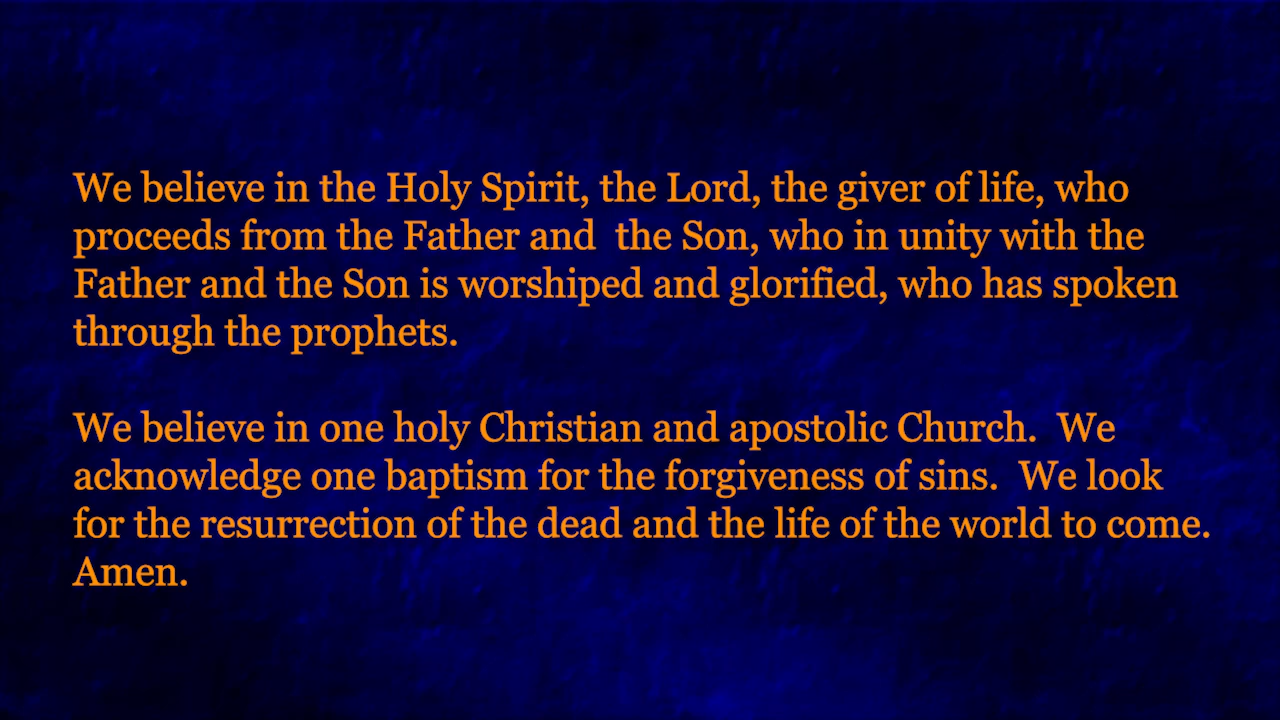 We believe in the Holy Spirit, the Lord, the giver of life, who
proceeds from the Father and  the Son, who in unity with the
Father and the Son is worshiped and glorified, who has spoken
through the prophets.
We believe in one holy Christian and apostolic Church.  We
acknowledge one baptism for the forgiveness of sins.  We look
for the resurrection of the dead and the life of the world to come.
Amen.